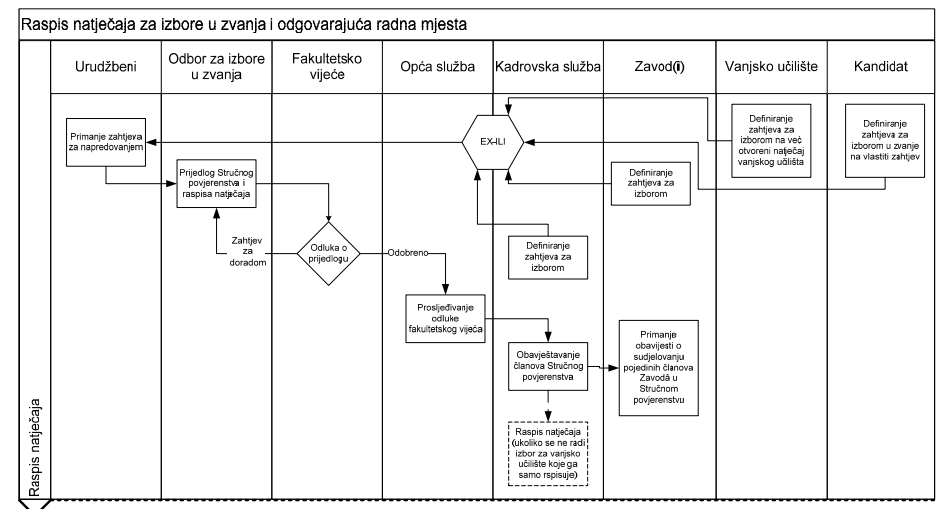 Raspis natječaja za izbore u zvanja i odgovarajuća radna mjesta
Urudžbeni
Odbor za izbore
u zvanja
Fakultetsko
vijeće
Opća služba
Kadrovska služba
Zavod(i)
Vanjsko učilište
Kandidat
Primanje zahtjeva
za napredovanjem
EX-ILI
Definiranje
zahtjeva za
izborom na već
otvoreni natječaj
vanjskog učilišta
Definiranje
zahtjeva za
izborom u zvanje
na vlastiti zahtjev
Prijedlog Stručnog
povjerenstva i
raspisa natječaja
Definiranje
zahtjeva za
izborom
Zahtjev
za
doradom
Odluka o
prijedlogu
Odobreno
Definiranje
zahtjeva za
izborom
Prosljeđivanje
odluke
fakultetskog vijeća
Obavještavanje
članova Stručnog
povjerenstva
Primanje
obavijesti o
sudjelovanju
pojedinih članova
Zavodâ u
Stručnom
povjerenstvu
Raspis natječaja
(ukoliko se ne radi
izbor za vanjsko
učilište koje ga
samo rspisuje)
Raspis natječaja